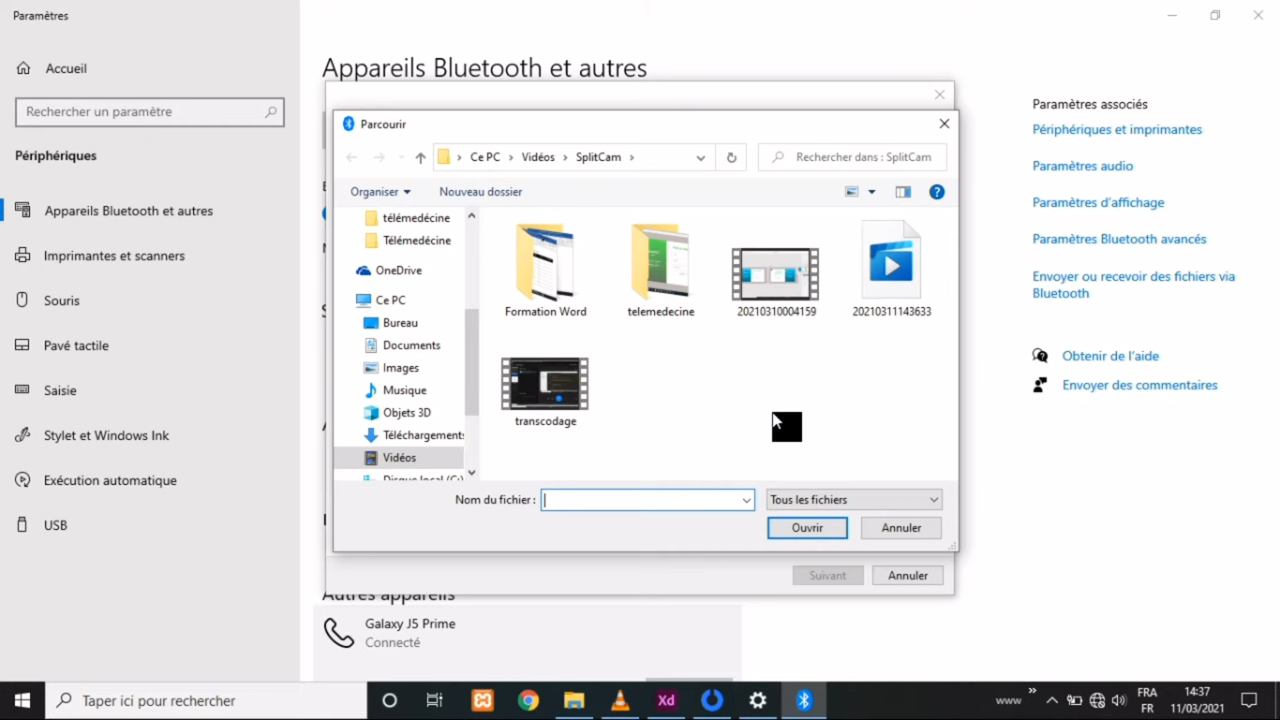 Paramètres
Accueil
Rechercher un paramètre
Périphériques
Appareils Bluetooth et autres
Imprimantes et scanners
Souris
Pavé tactile
Saisie
Stylet et Windows Ink
Exécution automatique
USB
Appareils Bluetooth et autres
Parcourir
Ce PC
Vidéos
SplitCam
Rechercher dans : SplitCam
Organiser
Nouveau dossier
télémedécine
Télémedécine
OneDrive
Ce PC
Bureau
Documents
Images
Musique
Objets 3D
Téléchargements
Vidéos
Disque local (C:)
Formation Word
telemedecine
20210310004159
20210311143633
transcodage
Nom du fichier :
Tous les fichiers
Ouvrir
Annuler
Suivant
Annuler
Autres appareils
Galaxy J5 Prime
Connecté
Paramètres associés
Périphériques et imprimantes
Paramètres audio
Paramètres d'affichage
Paramètres Bluetooth avancés
Envoyer ou recevoir des fichiers via
Bluetooth
Obtenir de l'aide
Envoyer des commentaires
Taper ici pour rechercher
Xd
www
FRA
FR
14:37
11/03/2021